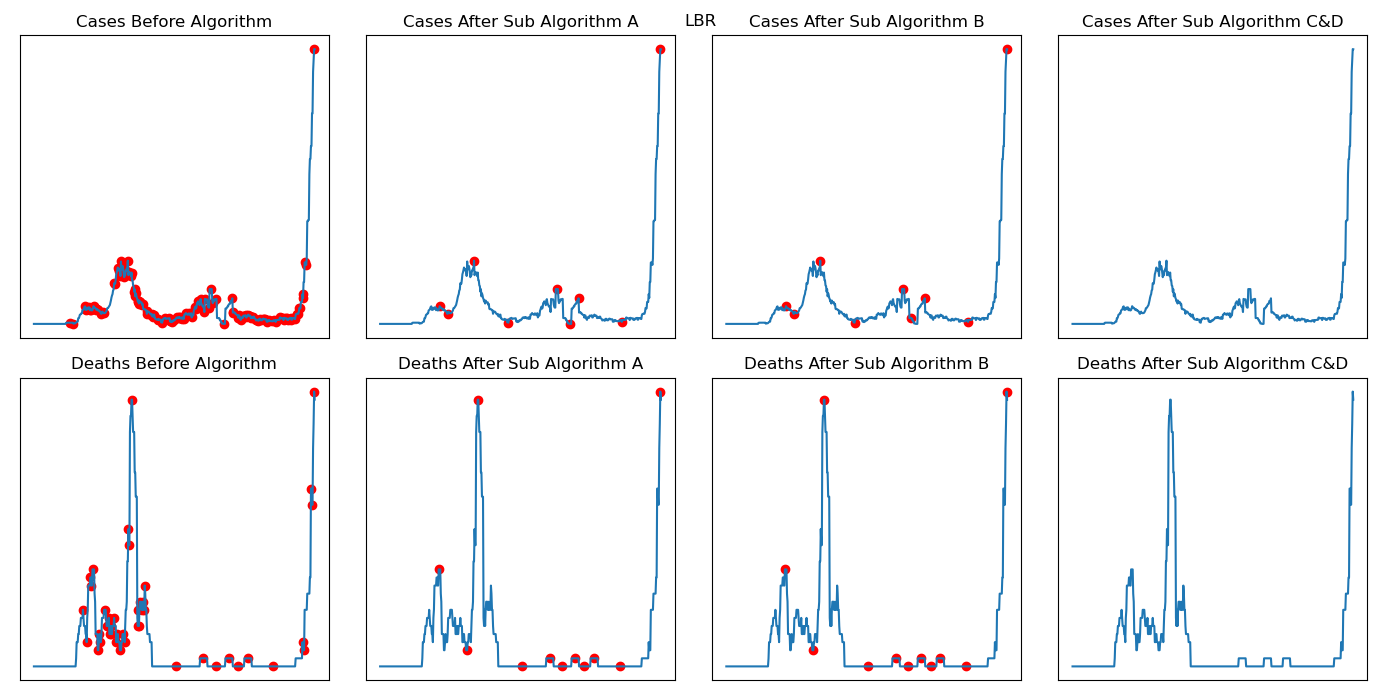 LBR
Cases Before Algorithm
Cases After Sub Algorithm A
Cases After Sub Algorithm B
Cases After Sub Algorithm C&D
Deaths Before Algorithm
Deaths After Sub Algorithm A
Deaths After Sub Algorithm B
Deaths After Sub Algorithm C&D